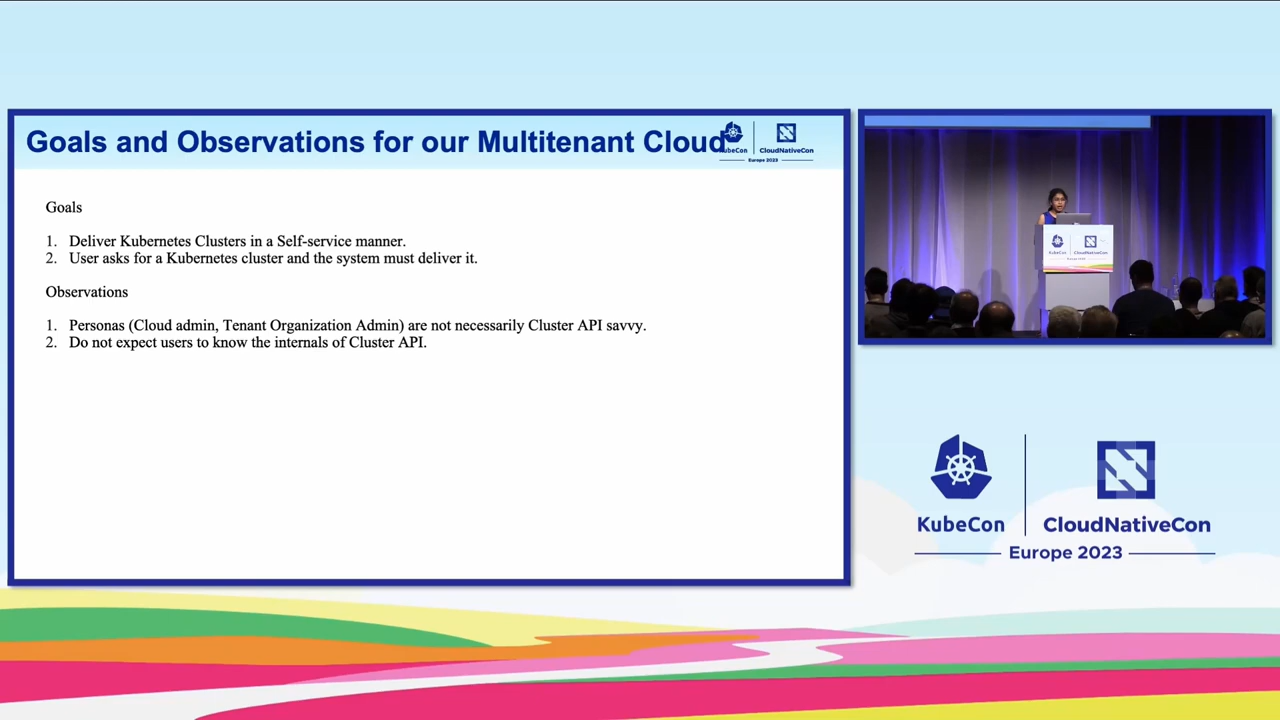 Goals and Observations for our Multitenant Cloud
KubeCon
CloudNativeCon
Europe 2023
Goals
1. Deliver Kubernetes Clusters in a Self-service manner.
2. User asks for a Kubernetes cluster and the system must deliver it.
Observations
1. Personas (Cloud admin, Tenant Organization Admin) are not necessarily Cluster API savvy.
2. Do not expect users to know the internals of Cluster API.
KubeCon
CloudNativeCon
Europe 2023